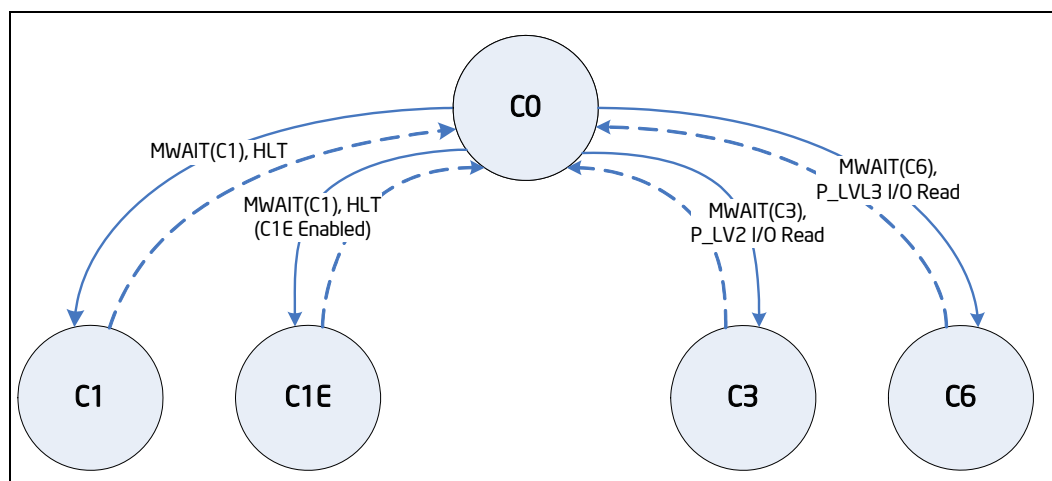 C0
MWAIT(C1), HLT
MWAIT(C1), HLT
(C1E Enabled)
MWAIT(C3),
P_LV2 I/O Read
MWAIT(C6),
P_LVL3 I/O Read
C1
C1E
C3
C6